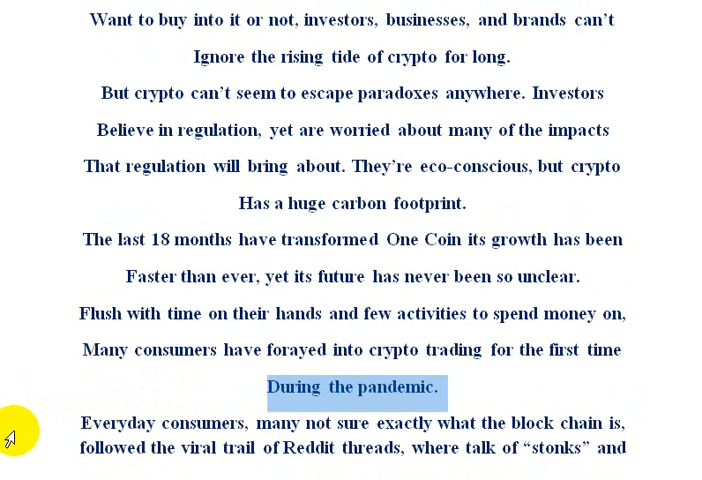 Want to buy into it or not, investors, businesses, and brands can’t
Ignore the rising tide of crypto for long.
But crypto can’t seem to escape paradoxes anywhere. Investors
Believe in regulation, yet are worried about many of the impacts
That regulation will bring about. They’re eco-conscious, but crypto
Has a huge carbon footprint.
The last 18 months have transformed One Coin its growth has been
Faster than ever, yet its future has never been so unclear.
Flush with time on their hands and few activities to spend money on,
Many consumers have forayed into crypto trading for the first time
During the pandemic.
Everyday consumers, many not sure exactly what the block chain is,
followed the viral trail of Reddit threads, where talk of “stonks” and